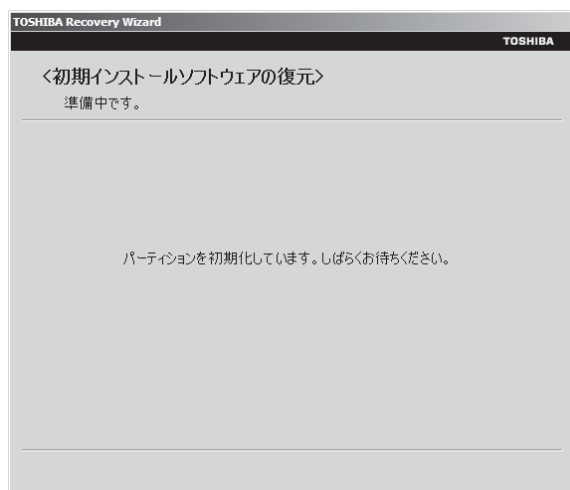 TOSHIBA Recovery Wizard
TOSHIBA
<初期インストールソフトウェアの復元>
準備中です。
パーティションを初期化しています。しばらくお待ちください。